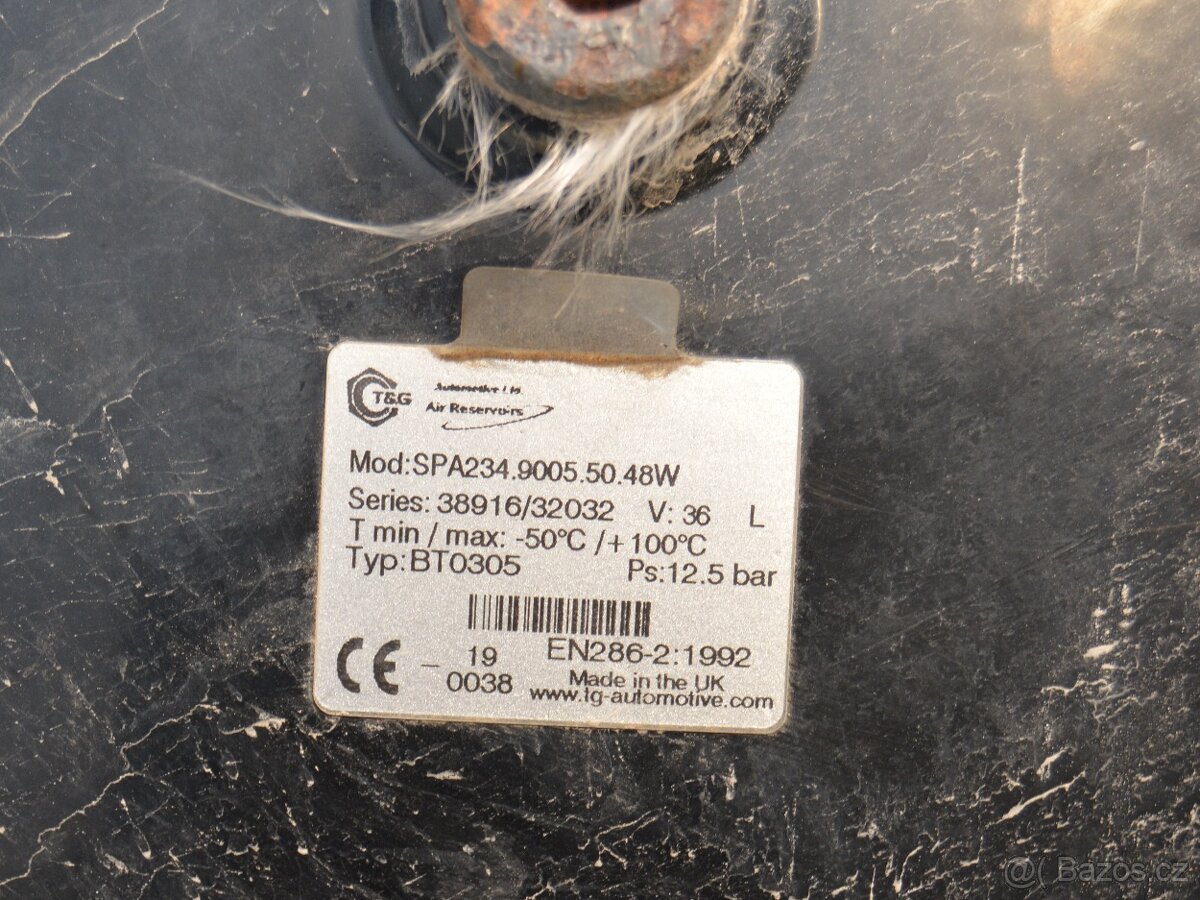 T&G
Automotive Ltd.
Air Reservoirs
Mod:SPA234.9005.50.48W
Series: 38916/32032 V: 36 L
T min / max: -50°C /+100°C
Typ:BT0305 Ps:12.5 bar
CE – 19 EN286-2:1992
0038 Made in the UK
www.tg-automotive.com
@( Bazos.cz